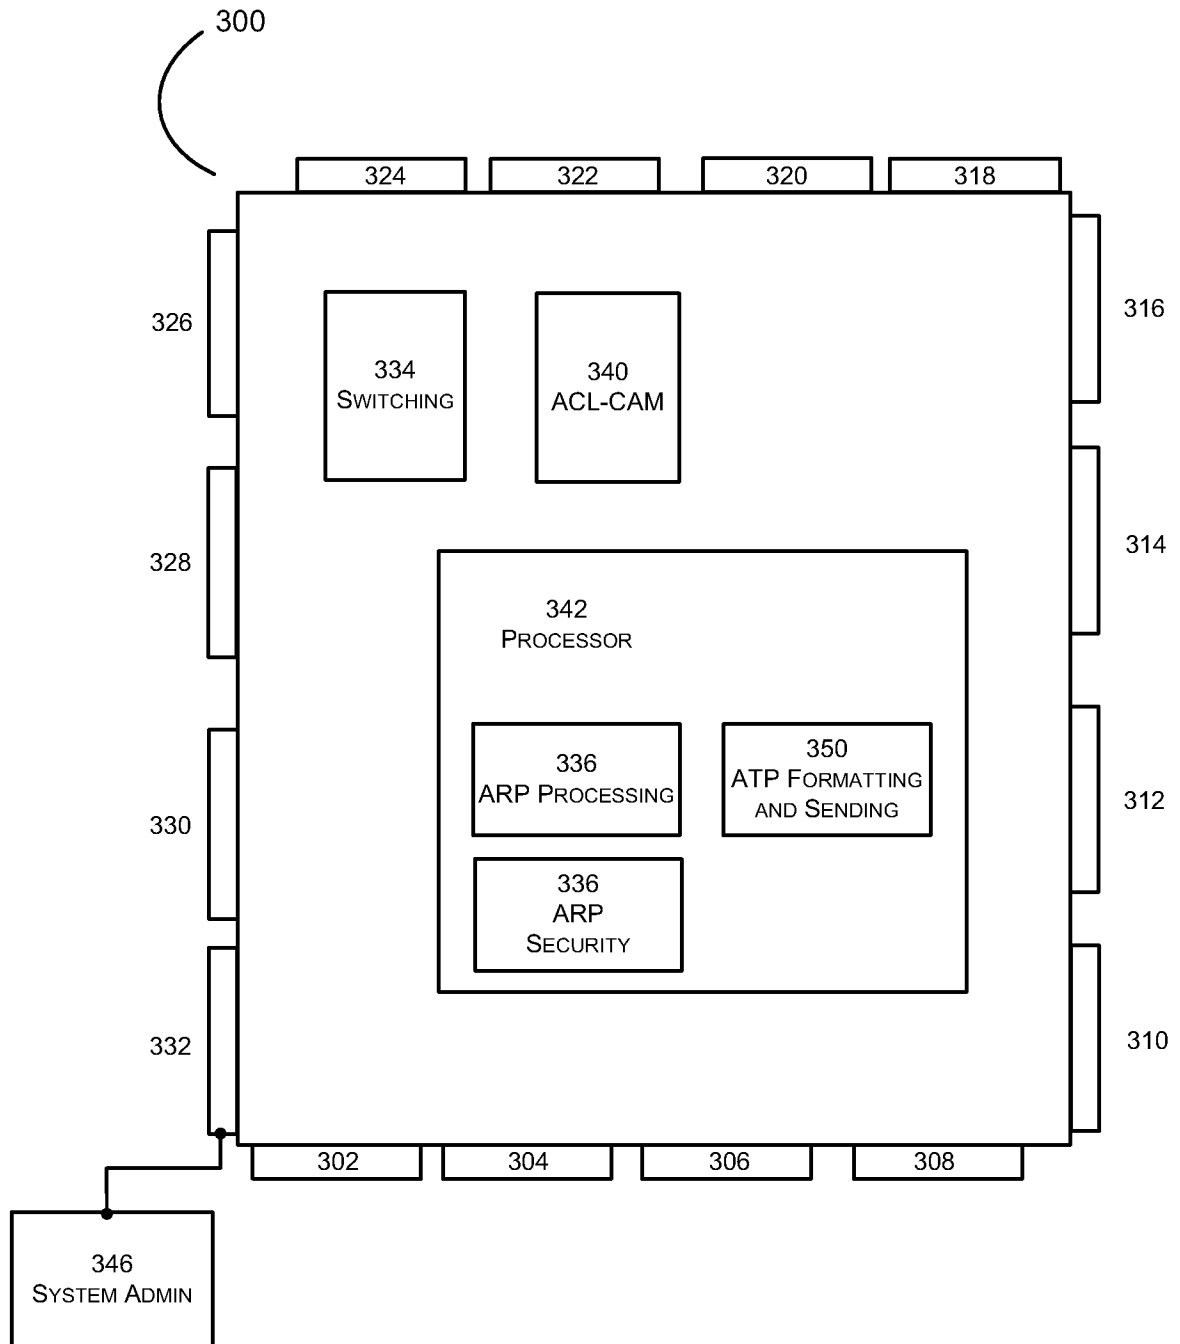 300
324
322
320
318
326
316
334
SWITCHING
340
ACL-CAM
328
314
342
PROCESSOR
336
ARP PROCESSING
350
ATP FORMATTING
AND SENDING
330
312
336
ARP
SECURITY
332
310
302
304
306
308
346
SYSTEM ADMIN